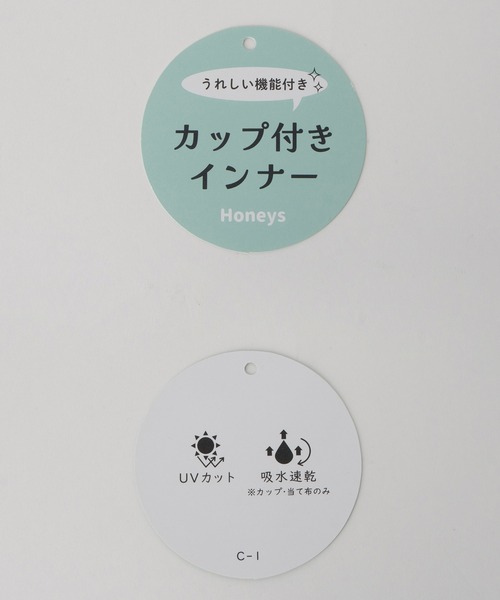 うれしい機能付き
カップ付き
インナー
Honeys
UVカット
吸水速乾
※カップ・当て布のみ
C-1